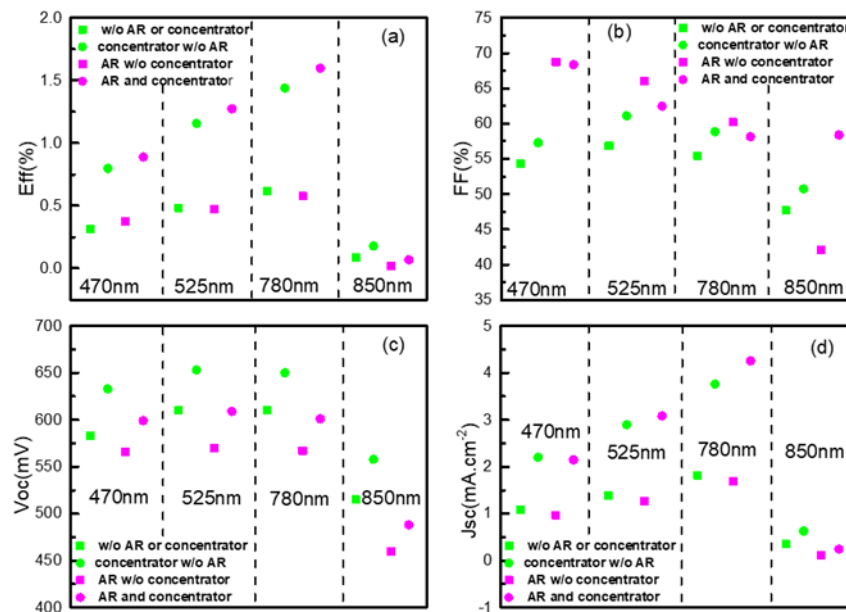 2.0
1.5
1.0
0.5
0.0
Eff(%)
w/o AR or concentrator
concentrator w/o AR
AR w/o concentrator
AR and concentrator
(a)
470nm
525nm
780nm
850nm
75
70
65
60
55
50
45
40
35
FF(%)
(b)
w/o AR or concentrator
concentrator w/o AR
AR w/o concentrator
AR and concentrator
470nm
525nm
780nm
850nm
700
650
600
550
500
450
400
Voc(mV)
(c)
470nm
525nm
780nm
850nm
w/o AR or concentrator
concentrator w/o AR
AR w/o concentrator
AR and concentrator
5
4
3
2
1
0
-1
Jsc(mA.cm-2)
(d)
470nm
525nm
780nm
850nm
w/o AR or concentrator
concentrator w/o AR
AR w/o concentrator
AR and concentrator